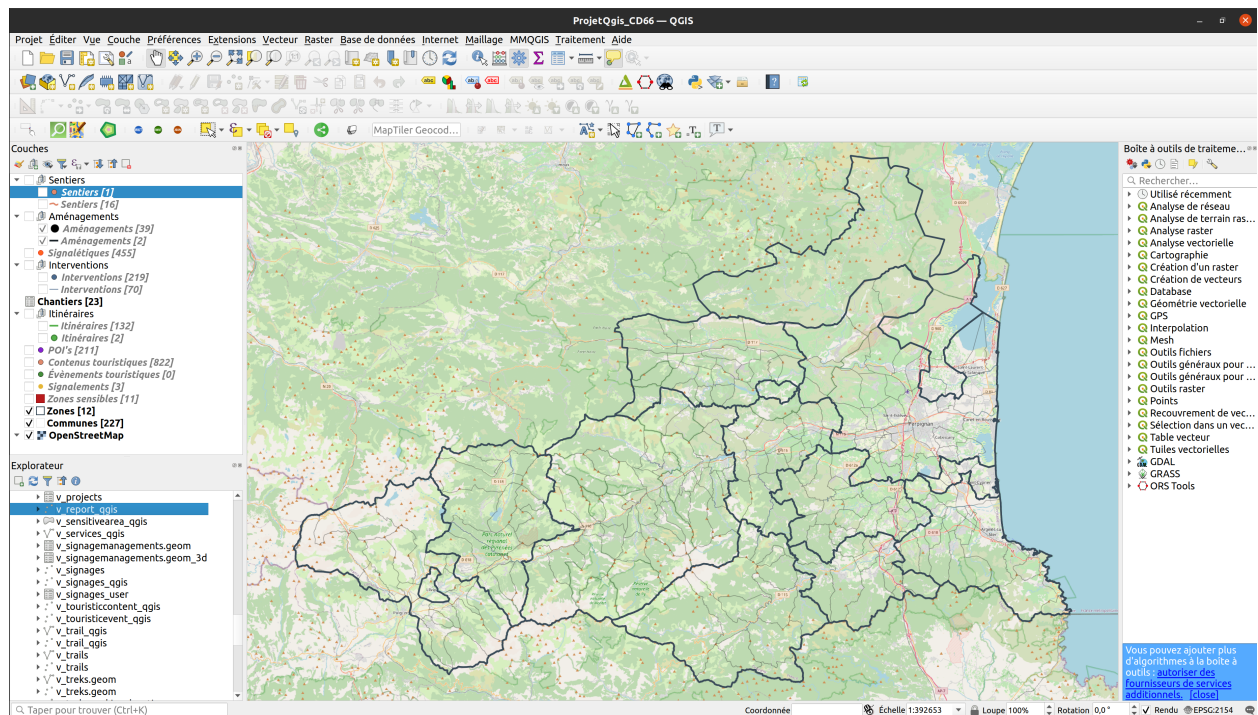 ProjetQgis_CD66 — QGIS
Projet Éditer Vue Couche Préférences Extensions Vecteur Raster Base de données Internet Maillage MMQGIS Traitement Aide
MapTiler Geocod...
Couches
Sentiers
Sentiers [1]
Sentiers [16]
Aménagements
Aménagements [39]
Aménagements [2]
Signalétiques [455]
Interventions
Interventions [219]
Interventions [70]
Chantiers [23]
Itinéraires
Itinéraires [132]
Itinéraires [2]
POI's [211]
Contenus touristiques [822]
Évènements touristiques [0]
Signalements [3]
Zones sensibles [11]
Zones [12]
Communes [227]
OpenStreetMap
Explorateur
v_projects
v_report_qgis
v_sensitivearea_qgis
v_services_qgis
v_signagemanagements.geom
v_signagemanagements.geom_3d
v_signages
v_signages_qgis
v_signages_user
v_touristiccontent_qgis
v_touristicevent_qgis
v_trail_qgis
v_trail_qgis
v_trails
v_trails
v_treks.geom
v_treks.geom
Perpignan
Boîte à outils de traiteme...
Rechercher...
Utilisé récemment
Analyse de réseau
Analyse de terrain ras...
Analyse raster
Analyse vectorielle
Cartographie
Création d'un raster
Création de vecteurs
Database
Géométrie vectorielle
GPS
Interpolation
Mesh
Outils fichiers
Outils généraux pour ...
Outils généraux pour ...
Outils raster
Points
Recouvrement de vec...
Sélection dans un vec...
Table vecteur
Tuiles vectorielles
GDAL
GRASS
ORS Tools
Vous pouvez ajouter plus
d'algorithmes à la boîte à
outils : autoriser des
fournisseurs de services
additionnels. [close]
Taper pour trouver (Ctrl+K)
Coordonnée
Échelle 1:392653
Loupe 100%
Rotation 0,0°
Rendu
EPSG:2154